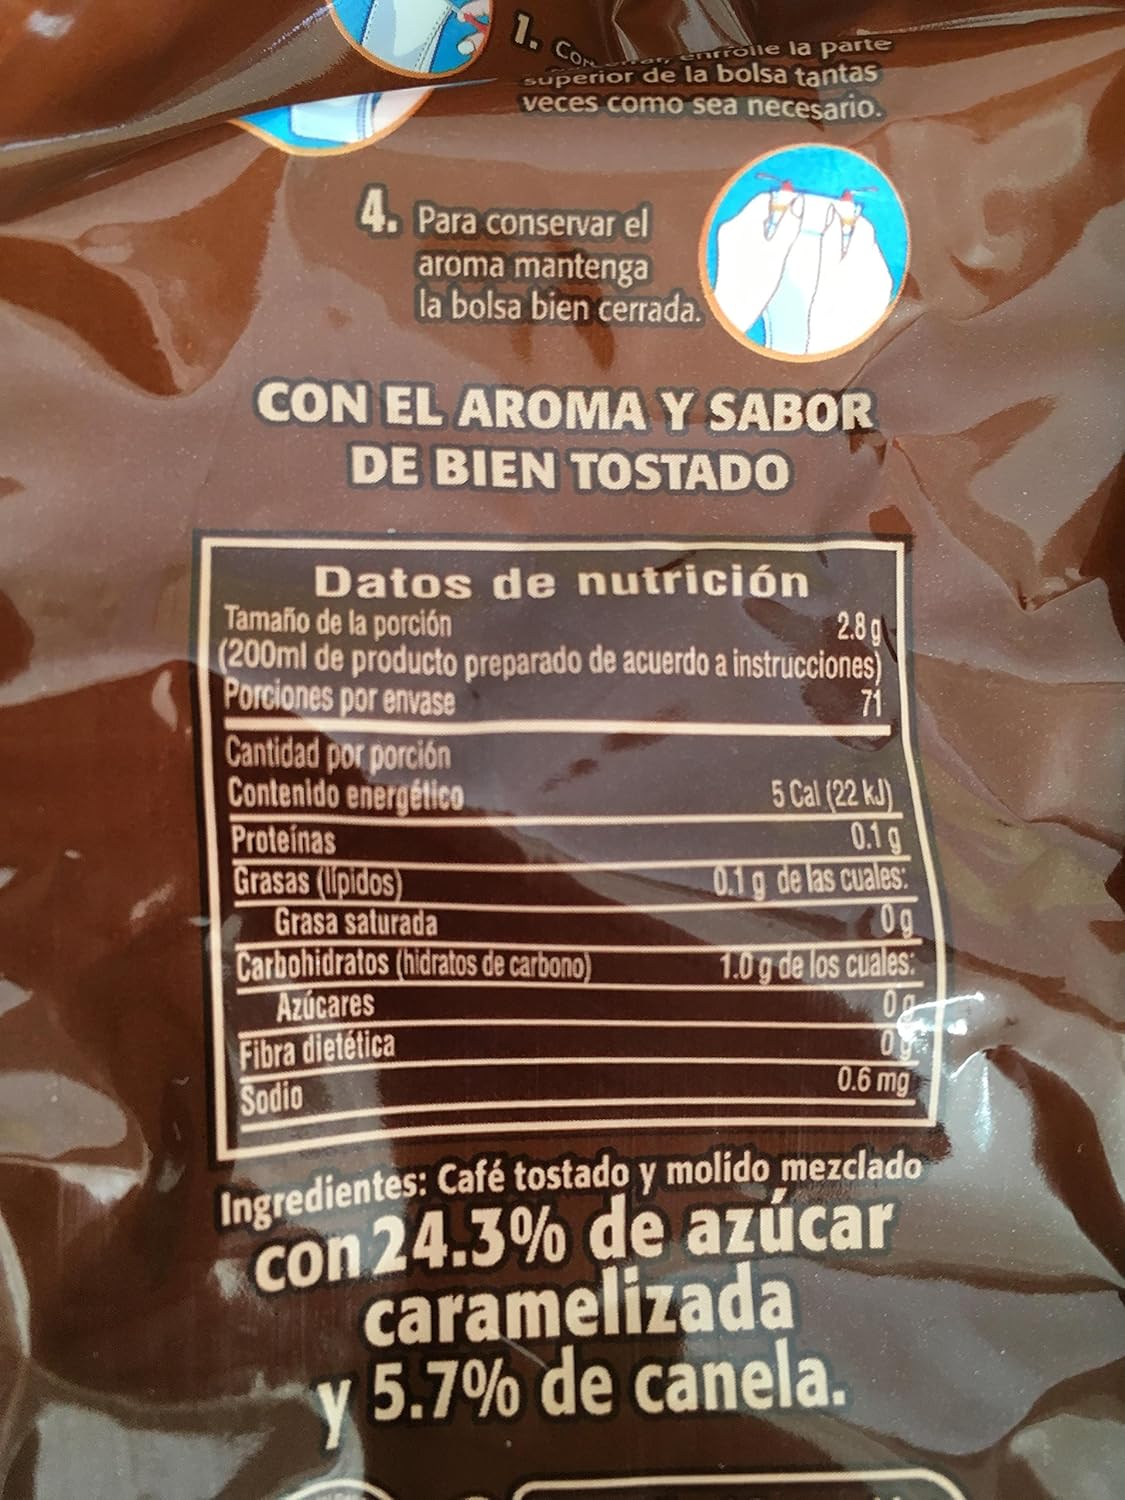 1. enrolle la parte
superior de la bolsa tantas
veces como sea necesario.
4. Para conservar el
aroma mantenga
la bolsa bien cerrada.
CON EL AROMA Y SABOR
DE BIEN TOSTADO
Datos de nutrición
Tamaño de la porción 2.8 g
(200ml de producto preparado de acuerdo a instrucciones)
Porciones por envase 71
Cantidad por porción
Contenido energético 5 Cal (22 kJ)
Proteínas 0.1 g
Grasas (lípidos) 0.1 g de las cuales:
Grasa saturada 0 g
Carbohidratos (hidratos de carbono) 1.0 g de los cuales:
Azúcares 0 g
Fibra dietética 0 g
Sodio 0.6 mg
Ingredientes: Café tostado y molido mezclado
con 24.3% de azúcar
caramelizada
y 5.7% de canela.